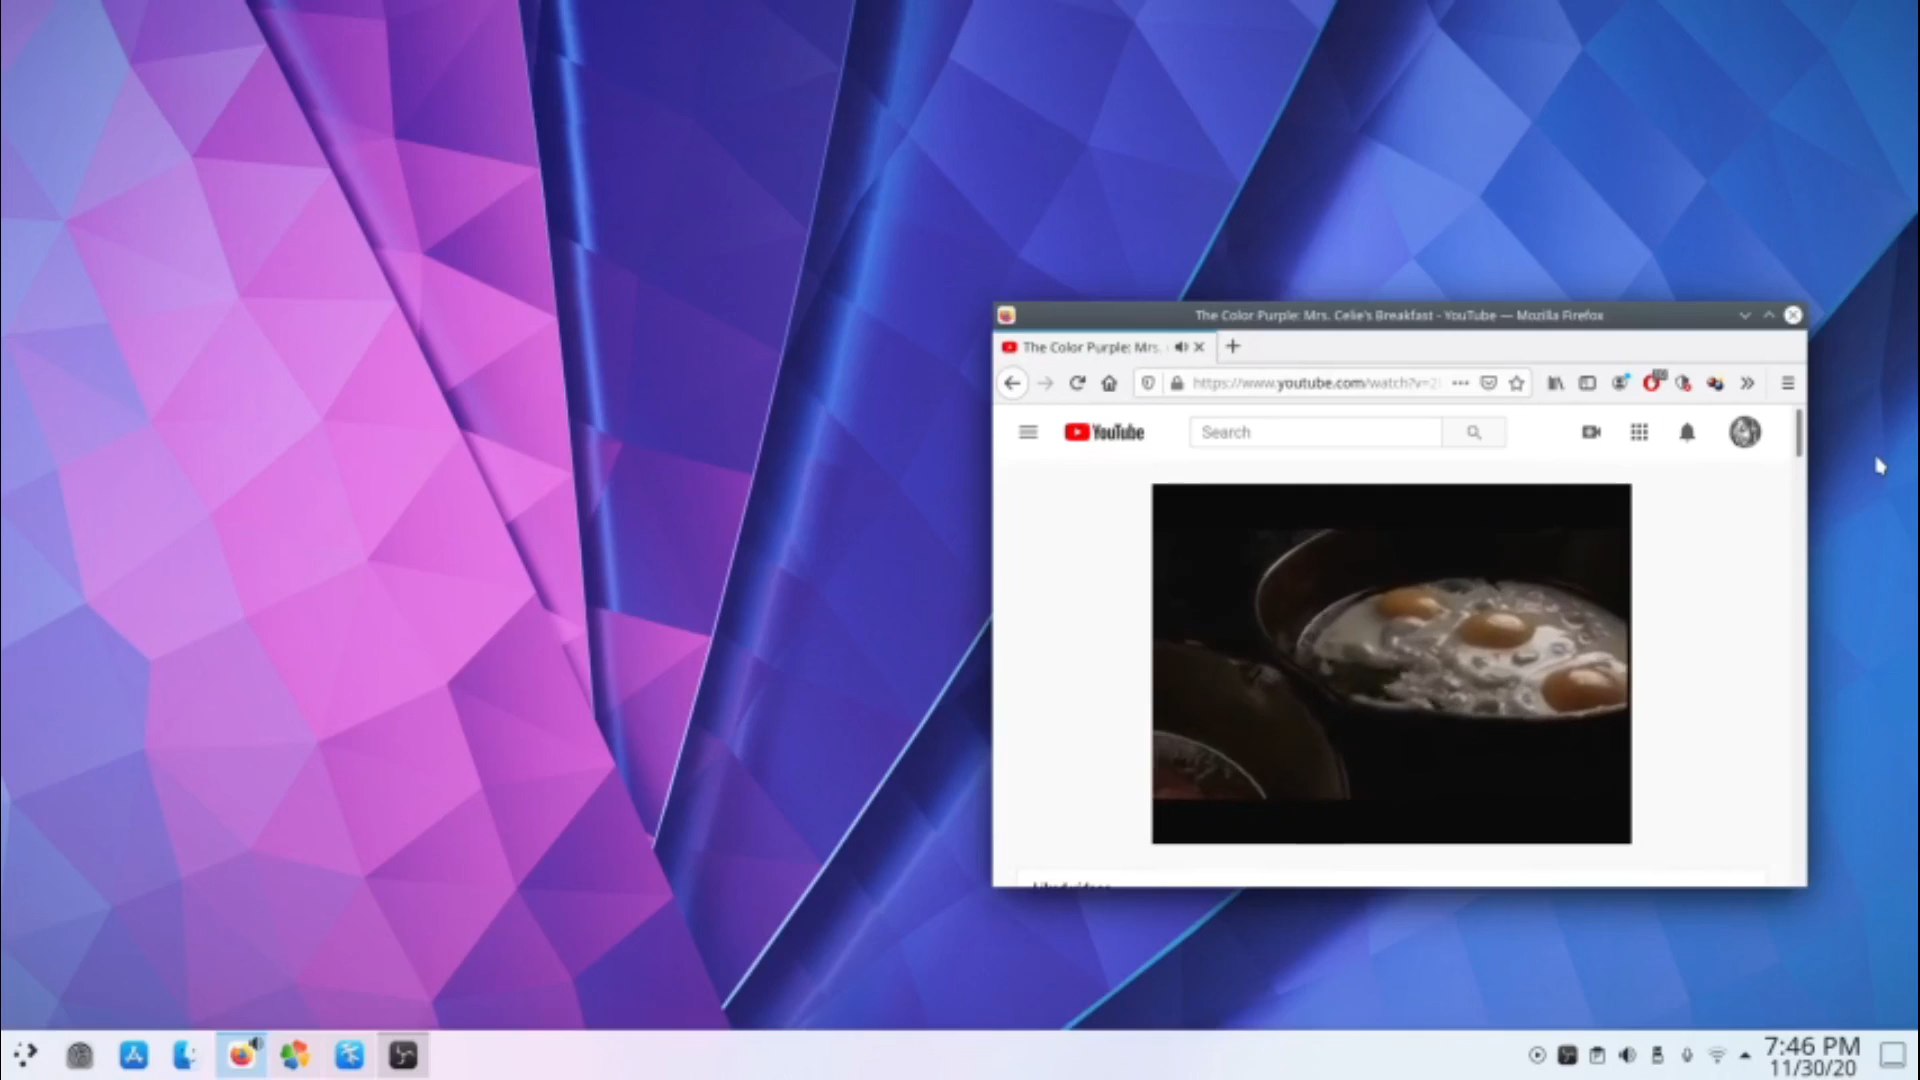 The Color Purple: Mrs. Celie's Breakfast - YouTube — Mozilla Firefox
The Color Purple: Mrs.
https://www.youtube.com/watch?v=2
YouTube
Search
7:46 PM
11/30/20